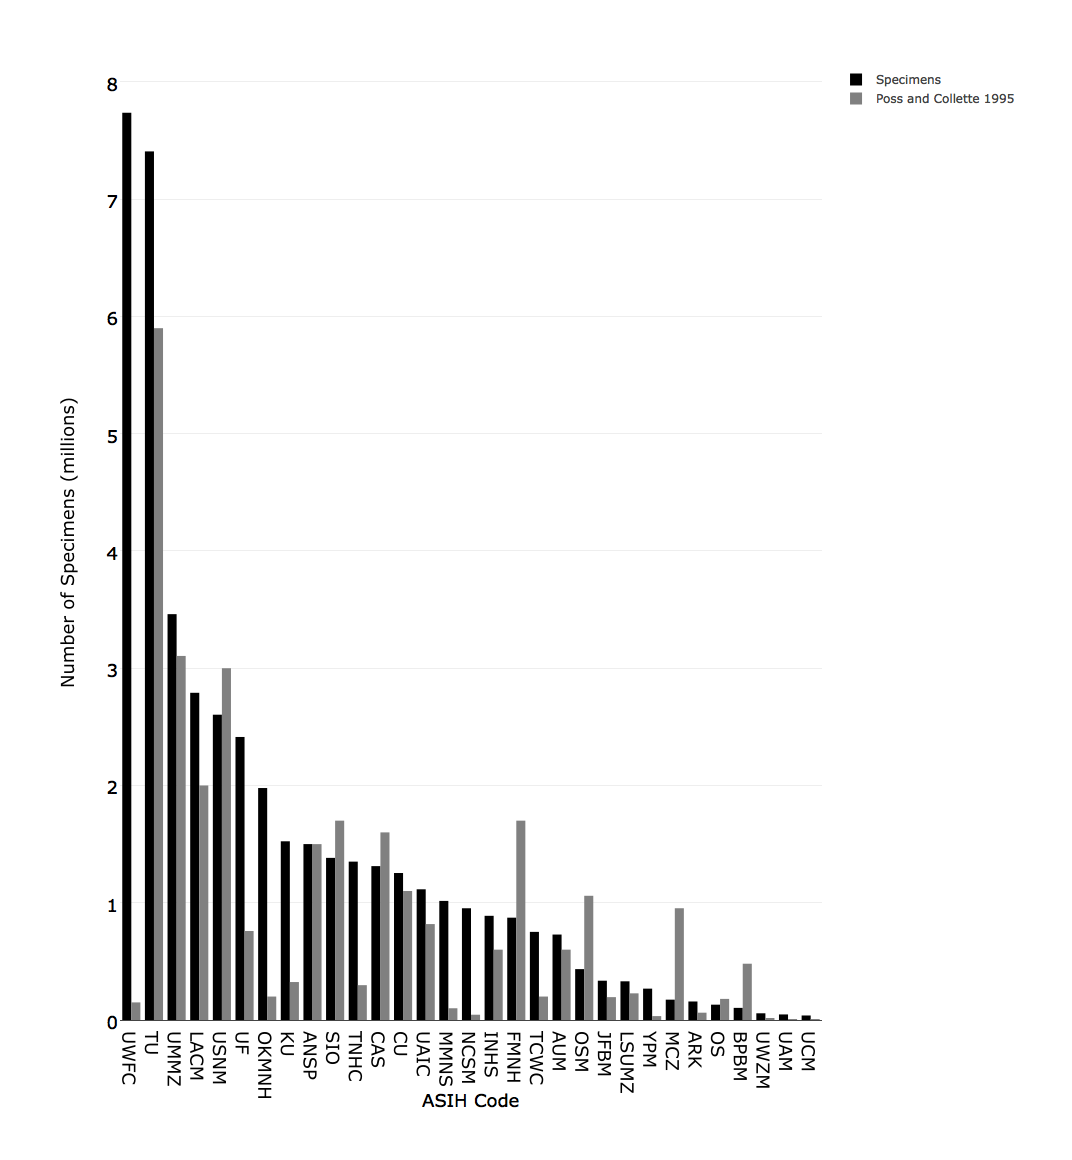 Specimens
Poss and Collette 1995
8
7
6
5
4
3
2
1
0
Number of Specimens (millions)
UWFC
TU
UMMZ
LACM
USNM
UF
OKMNH
KU
ANSP
SIO
TNHC
CAS
CU
UAIC
MMNS
NCSM
INHS
FMNH
TCWC
AUM
OSM
JFBM
LSUMZ
YPM
MCZ
ARK
OS
BPBM
UWZM
UAM
UCM
ASIH Code